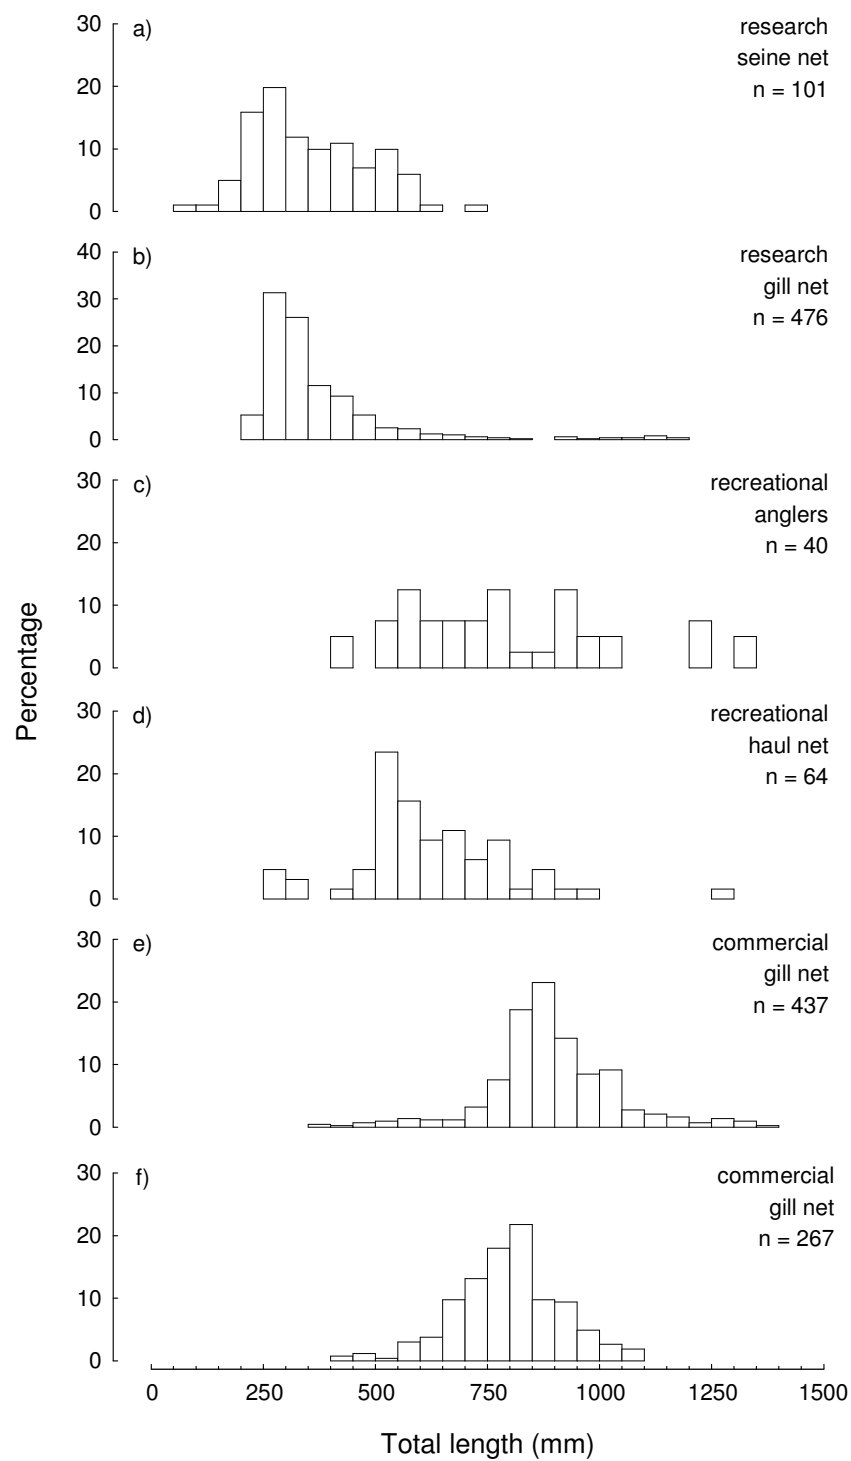 30
a)
research
seine net
n = 101
20
10
0
40
b)
research
gill net
n = 476
30
20
10
0
30
c)
recreational
anglers
n = 40
20
10
0
Percentage
30
d)
recreational
haul net
n = 64
20
10
0
30
e)
commercial
gill net
n = 437
20
10
0
30
f)
commercial
gill net
n = 267
20
10
0
0 250 500 750 1000 1250 1500
Total length (mm)